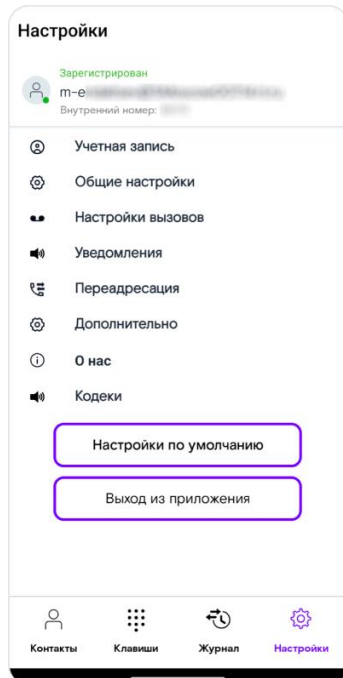 Настройки
Зарегистрирован
m-e
Внутренний номер:
Учетная запись
Общие настройки
Настройки вызовов
Уведомления
Переадресация
Дополнительно
О нас
Кодеки
Настройки по умолчанию
Выход из приложения
Контакты Клавиши Журнал Настройки